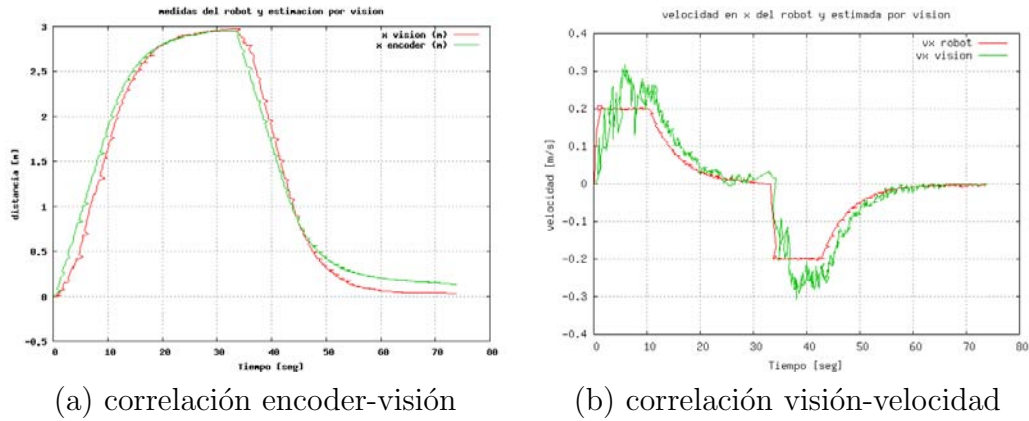 medidas del robot y estimacion por vision
x vision (m)
x encoder (m)
3
2.5
2
1.5
1
0.5
0
-0.5
distancia [m]
0 10 20 30 40 50 60 70 80
Tiempo [seg]
(a) correlación encoder-visión
velocidad en x del robot y estimada por vision
vx robot
vx vision
0.4
0.3
0.2
0.1
0
-0.1
-0.2
-0.3
-0.4
velocidad [m/s]
0 10 20 30 40 50 60 70 80
Tiempo [seg]
(b) correlación visión-velocidad